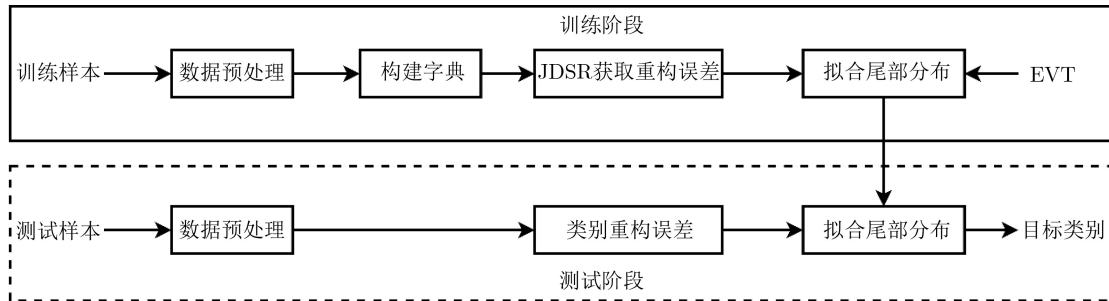 训练阶段
训练样本
数据预处理
构建字典
JDSR获取重构误差
拟合尾部分布
EVT
测试样本
数据预处理
类别重构误差
拟合尾部分布
目标类别
测试阶段